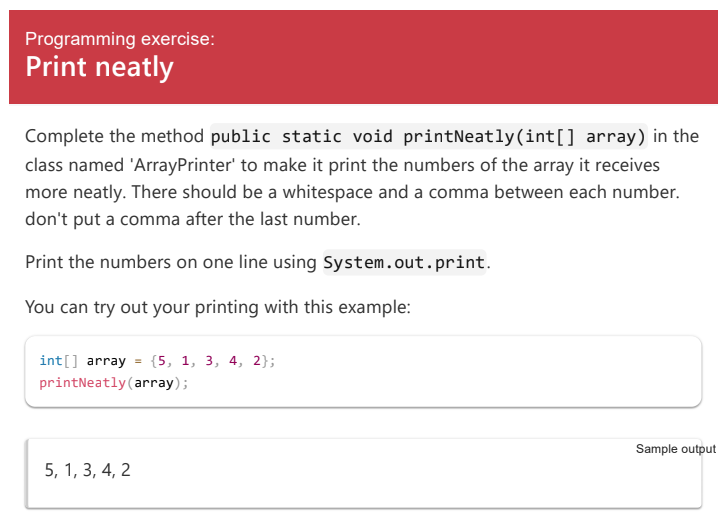 Programming exercise:
Print neatly
Complete the method public static void printNeatly(int[] array) in the
class named 'ArrayPrinter' to make it print the numbers of the array it receives
more neatly. There should be a whitespace and a comma between each number.
don't put a comma after the last number.
Print the numbers on one line using System.out.print.
You can try out your printing with this example:
int[] array = {5, 1, 3, 4, 2};
printNeatly(array);
Sample output
5, 1, 3, 4, 2